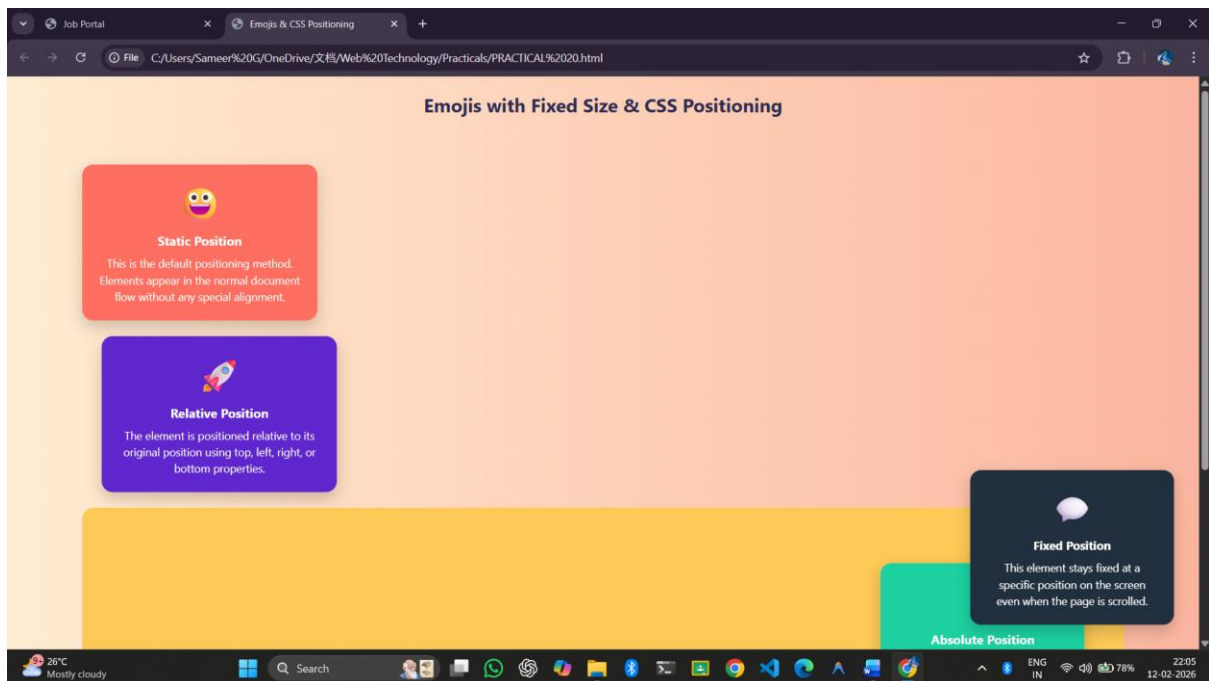 Job Portal
Emojis & CSS Positioning
File
C:/Users/Sameer%20G/OneDrive/文档/Web%20Technology/Practicals/PRACTICAL%2020.html
Emojis with Fixed Size & CSS Positioning
Static Position
This is the default positioning method.
Elements appear in the normal document
flow without any special alignment.
Relative Position
The element is positioned relative to its
original position using top, left, right, or
bottom properties.
Fixed Position
This element stays fixed at a
specific position on the screen
even when the page is scrolled.
Absolute Position
9+
26°C
Mostly cloudy
Search
ENG
IN
78%
22:05
12-02-2026